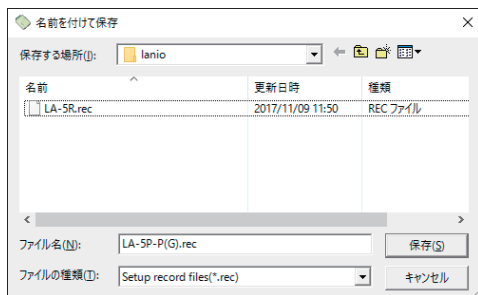 名前を付けて保存
保存する場所(I): lanio
名前 更新日時 種類
LA-5R.rec 2017/11/09 11:50 REC ファイル
ファイル名(N): LA-5P-P(G).rec 保存(S)
ファイルの種類(T): Setup record files(*.rec) キャンセル